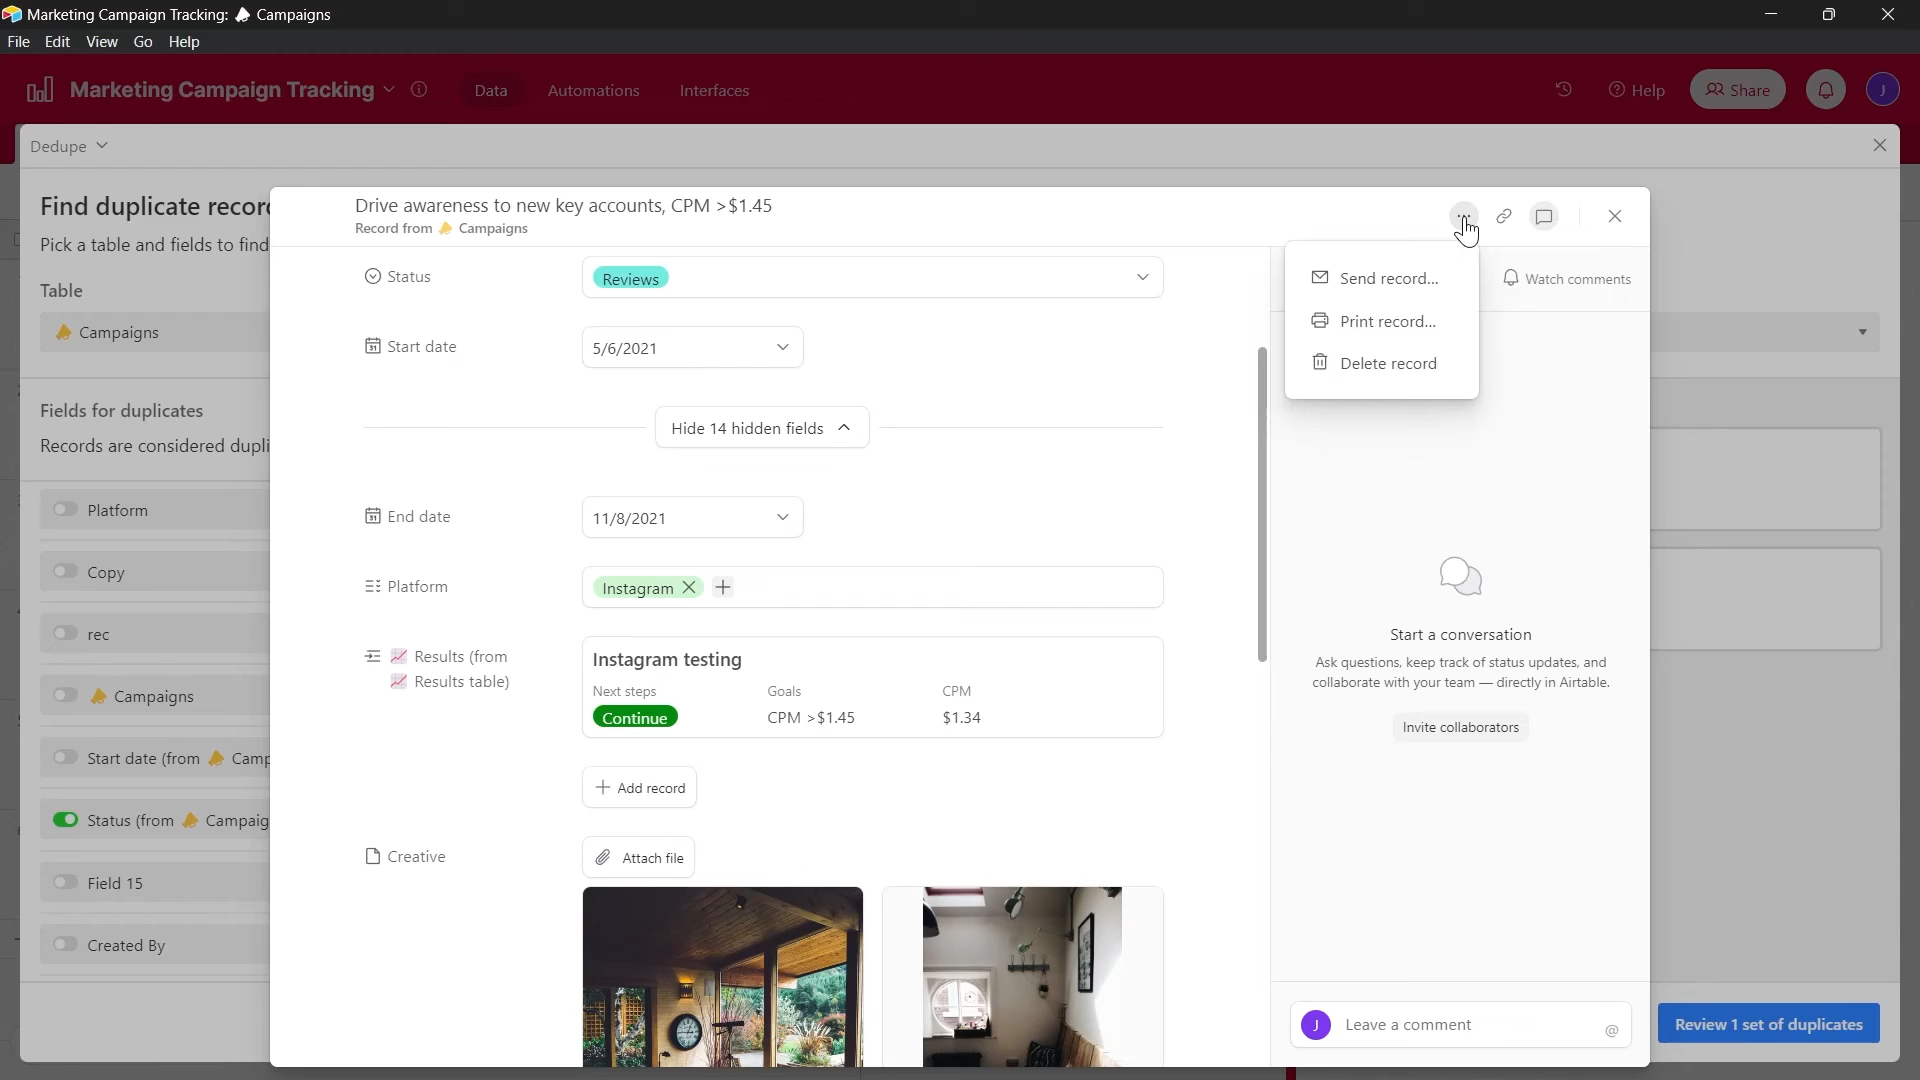 Marketing Campaign Tracking: Campaigns
File Edit View Go Help
Marketing Campaign Tracking Data Automations Interfaces Help Share J
Dedupe
Find duplicate recor
Pick a table and fields to find
Table
Campaigns
Fields for duplicates
Records are considered dupli
Platform
Copy
rec
Campaigns
Start date (from Camp
Status (from Campaig
Field 15
Created By
Drive awareness to new key accounts, CPM >$1.45
Record from Campaigns
Status Reviews
Start date 5/6/2021
Hide 14 hidden fields
End date 11/8/2021
Platform Instagram
Results (from
Results table)
Instagram testing
Next steps Goals CPM
Continue CPM >$1.45 $1.34
Add record
Creative Attach file
Send record...
Print record...
Delete record
Watch comments
Start a conversation
Ask questions, keep track of status updates, and
collaborate with your team — directly in Airtable.
Invite collaborators
J Leave a comment @
Review 1 set of duplicates